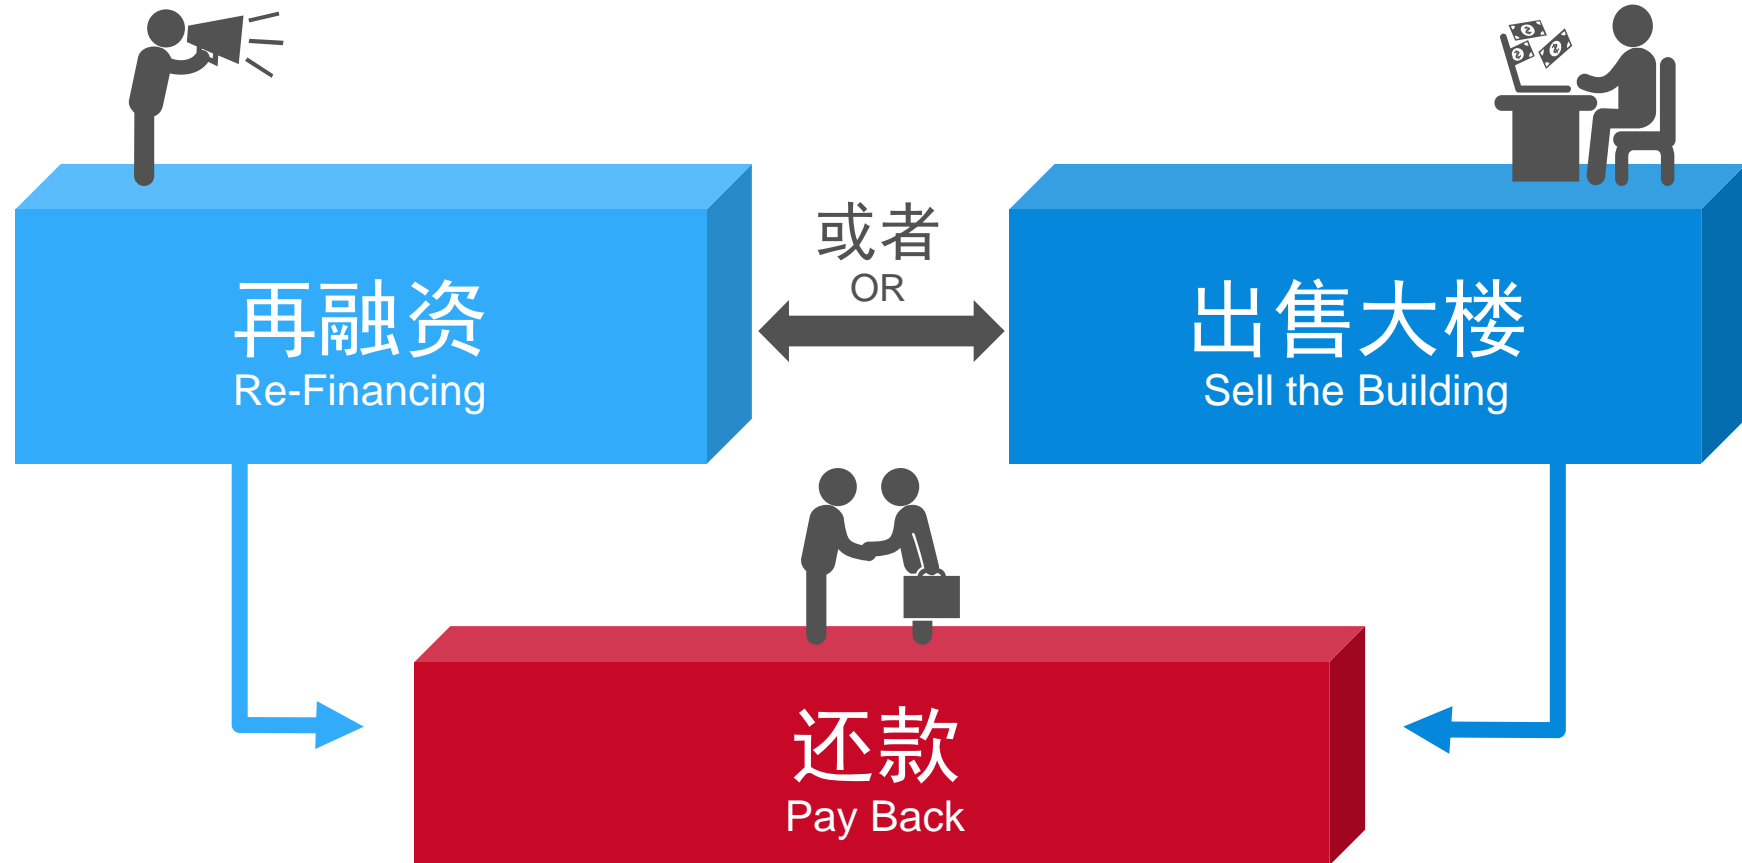 再融资
Re-Financing
或者
OR
出售大楼
Sell the Building
还款
Pay Back